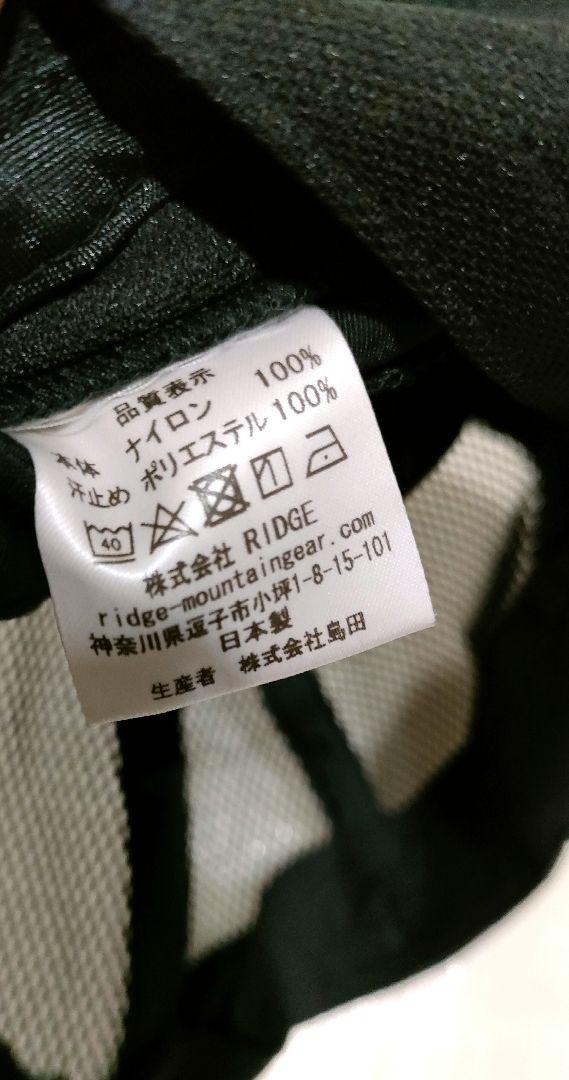 品質表示
本体 ナイロン 100%
汗止め ポリエステル 100%
40
株式会社 RIDGE
ridge-mountaingear.com
神奈川県逗子市小坪1-8-15-101
日本製
生産者 株式会社島田